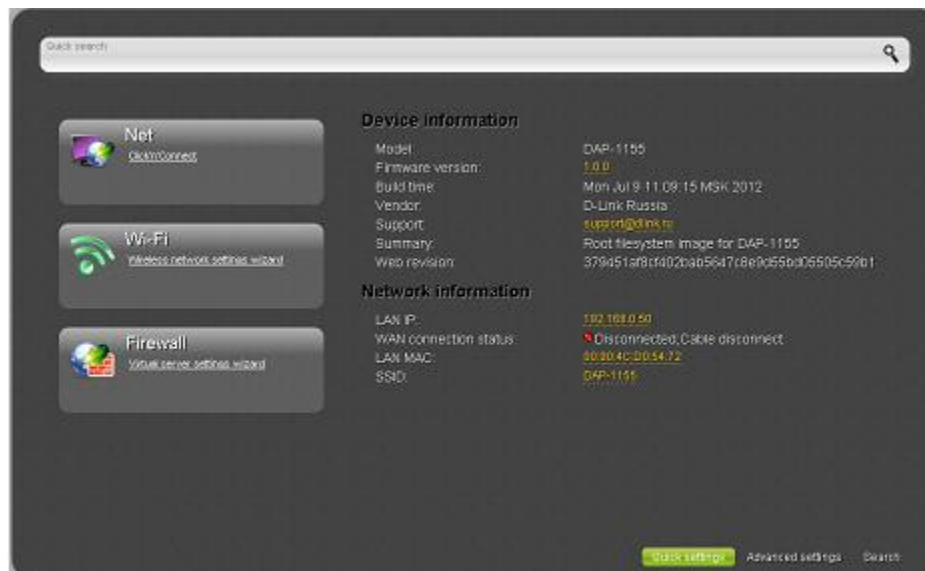 Quick search
Net
Click'n'Connect
Wi-Fi
Wireless network settings wizard
Firewall
Virtual server settings wizard
Device information
Model: DAP-1155
Firmware version: 1.0.0
Build time: Mon Jul 9 11:09:15 MSK 2012
Vendor: D-Link Russia
Support: support@dlink.ru
Summary: Root filesystem image for DAP-1155
Web revision:
Network information
LAN IP: 192.168.0.50
WAN connection status: Disconnected,Cable disconnect
LAN MAC: 00:90:4C:D0:54:72
SSID: DAP-1155
Quick settings Advanced settings Search